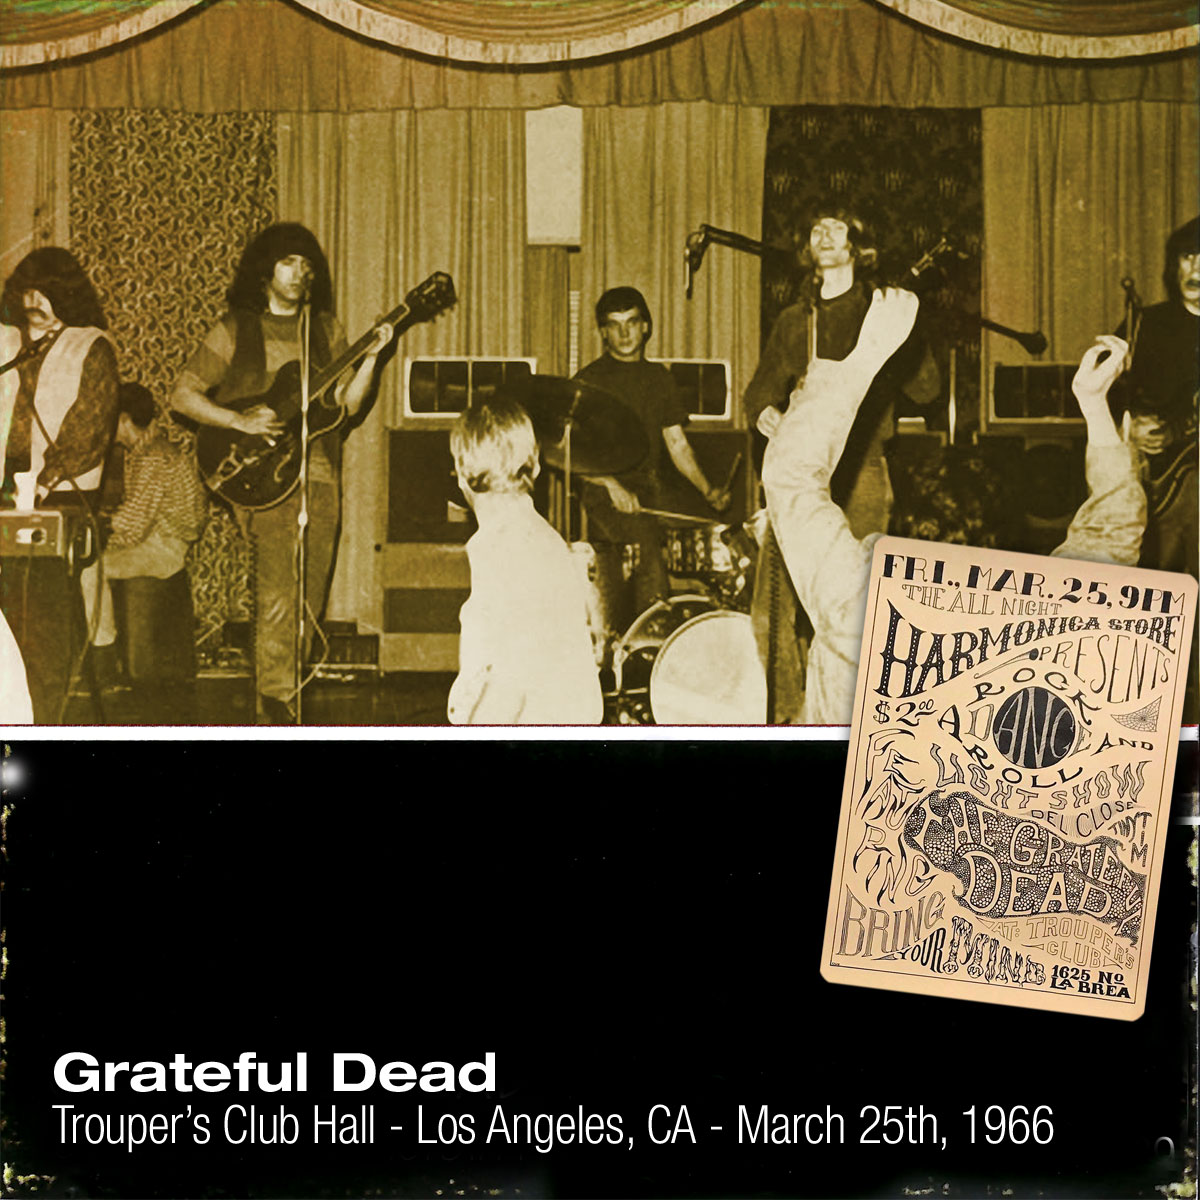 FRI., MAR. 25, 9PM
THE ALL NIGHT
HARMONICA STORE
PRESENTS
$2.00 A ROCK AND ROLL
DANCE
LIGHT SHOW
DEL CLOSE
TINY TIM
FEATURING
THE GRATEFUL
DEAD
BRING YOUR MIND
AT: TROUPER'S
CLUB
1625 No
LA BREA
Grateful Dead
Trouper's Club Hall - Los Angeles, CA - March 25th, 1966